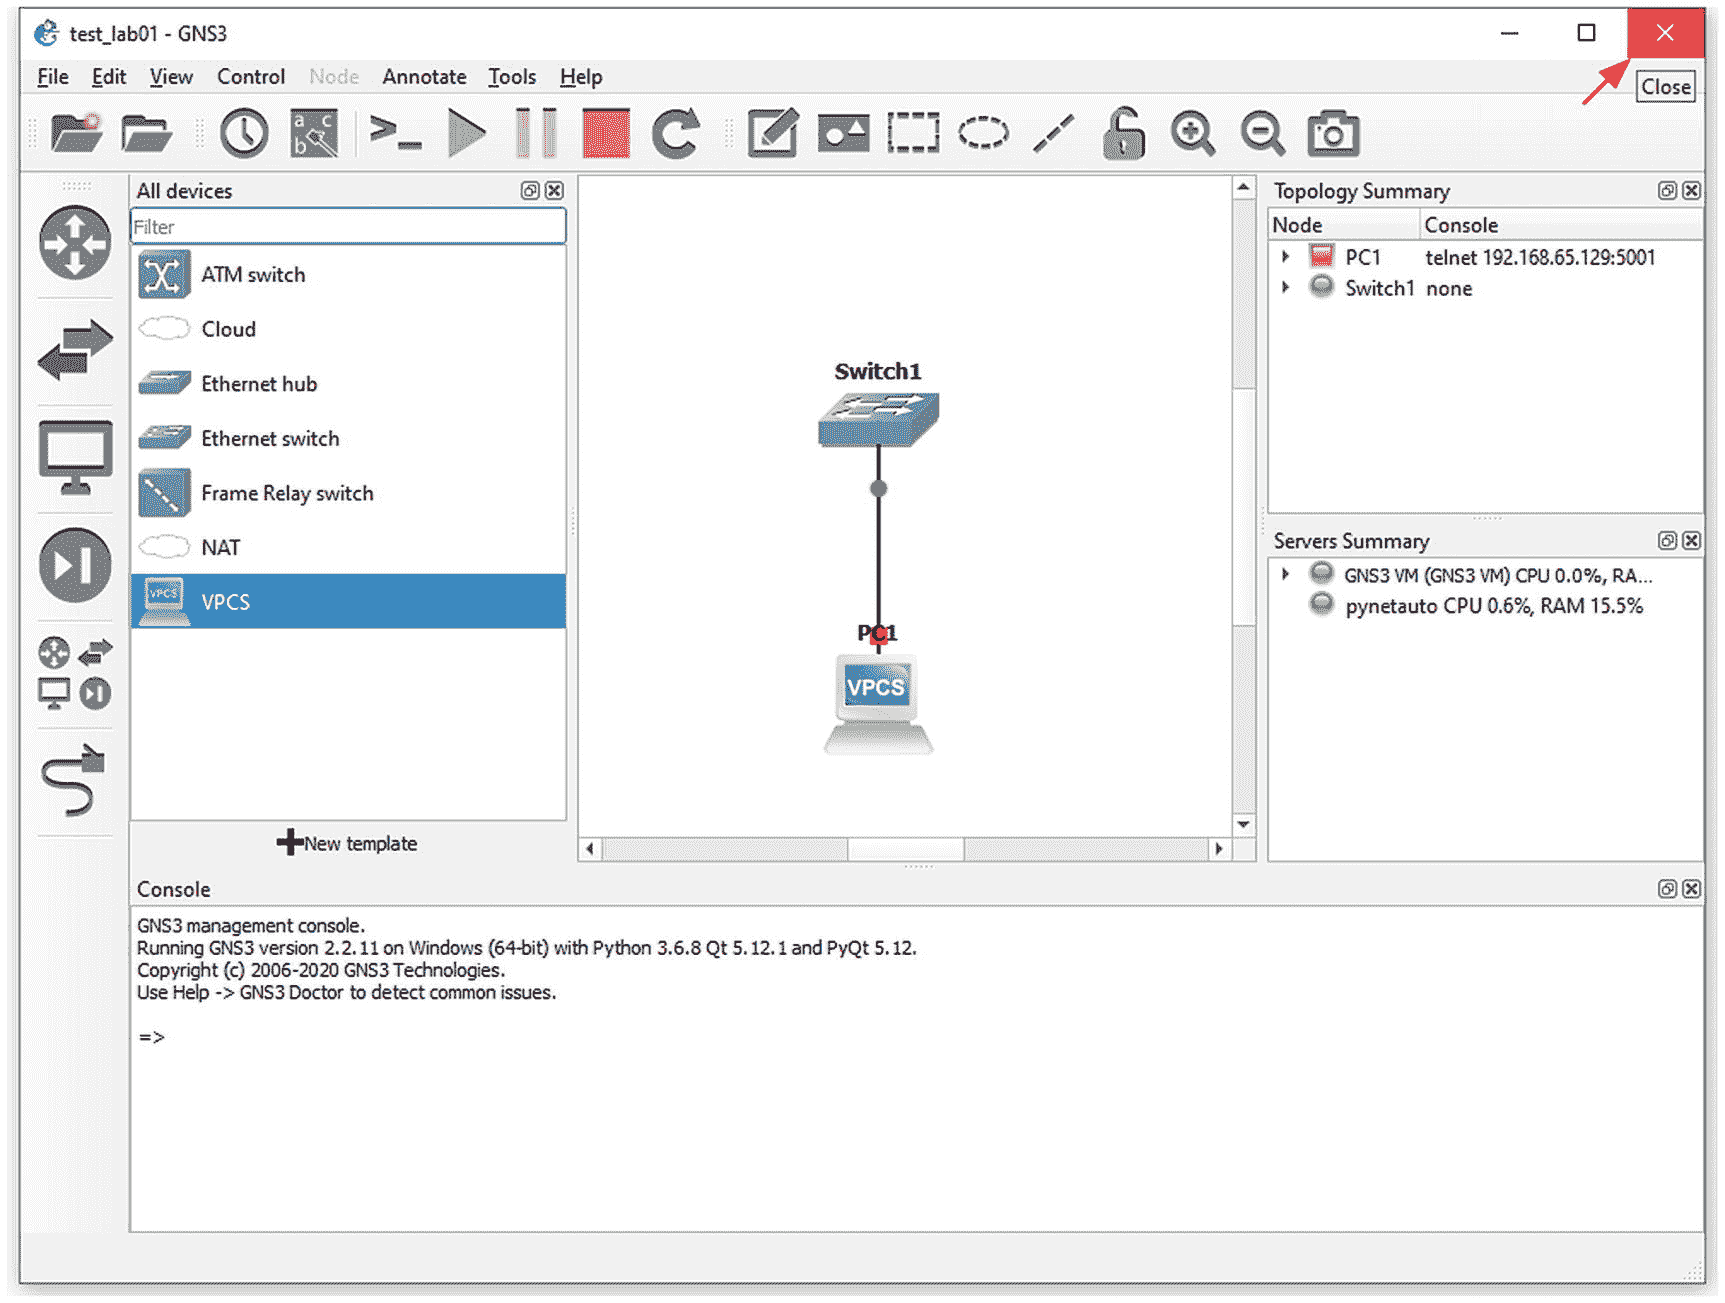 test_lab01 - GNS3
File Edit View Control Node Annotate Tools Help
Close
a c
b
>_
All devices
Filter
ATM switch
Cloud
Ethernet hub
Ethernet switch
Frame Relay switch
NAT
VPCS
VPCS
New template
Switch1
PC1
VPCS
Topology Summary
Node Console
PC1 telnet 192.168.65.129:5001
Switch1 none
Servers Summary
GNS3 VM (GNS3 VM) CPU 0.0%, RA...
pynetauto CPU 0.6%, RAM 15.5%
Console
GNS3 management console.
Running GNS3 version 2.2.11 on Windows (64-bit) with Python 3.6.8 Qt 5.12.1 and PyQt 5.12.
Copyright (c) 2006-2020 GNS3 Technologies.
Use Help -> GNS3 Doctor to detect common issues.
=>